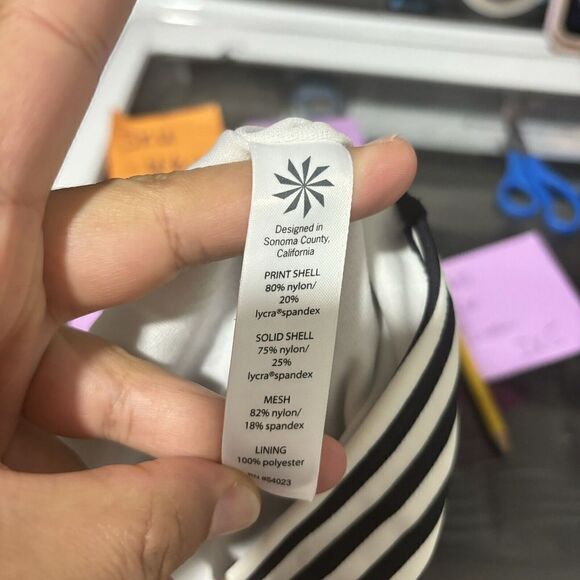 Designed in
Sonoma County,
California
PRINT SHELL
80% nylon/
20%
lycra®spandex
SOLID SHELL
75% nylon/
25%
lycra®spandex
MESH
82% nylon/
18% spandex
LINING
100% polyester
RN #54023